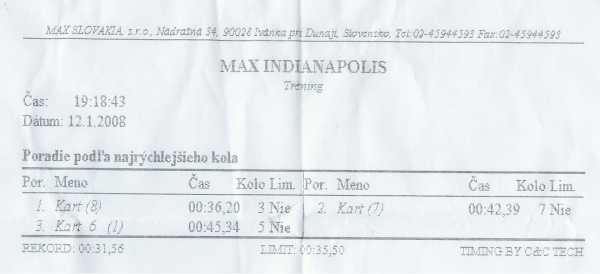 MAX SLOVAKIA, s.r.o., Nádražná 34, 90028 Ivánka pri Dunaji, Slovensko, Tel:02-45944593 Fax:02-45944593
MAX INDIANAPOLIS
Tréning
Čas: 19:18:43
Dátum: 12.1.2008
Poradie podľa najrýchlejšieho kola
Por. Meno Čas Kolo Lim. Por. Meno Čas Kolo Lim.
1. Kart (8) 00:36,20 3 Nie 2. Kart (7) 00:42,39 7 Nie
3. Kart 6 (1) 00:45,34 5 Nie
REKORD: 00:31,56 LIMIT: 00:35,50 TIMING BY C&C TECH